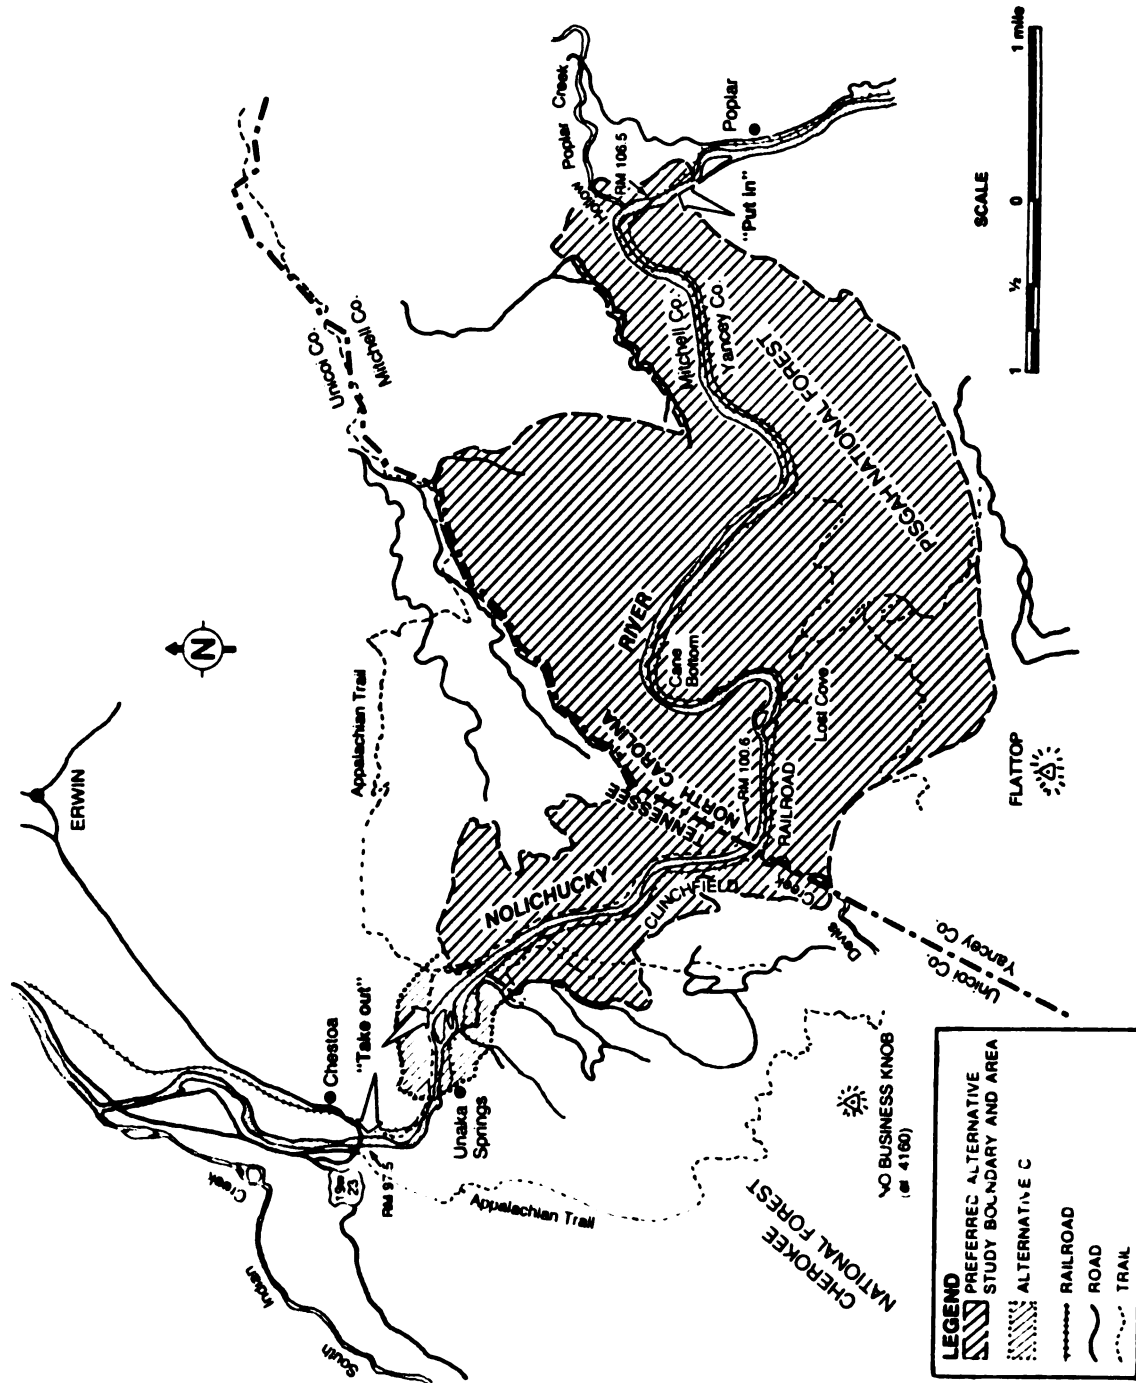 N
ERWIN
Appalachian Trail
Unicoi Co.
Mitchell Co.
Hollow Poplar Creek
RM 106.5
Poplar
"Put in"
SCALE
1 ½ 0 1 mile
Mitchell Co.
Yancey Co.
PISGAH NATIONAL FOREST
RIVER
Cane
Bottom
Lost Cove
RM 100.6
RAILROAD
TENNESSEE
NORTH CAROLINA
NOLICHUCKY
CLINCHFIELD
Devils Creek
Unicoi Co.
Yancey Co.
FLATTOP
"Take out"
Chestoa
Unaka
Springs
19w
23
RM 97.5
South Indian Creek
Appalachian Trail
CHEROKEE
NATIONAL FOREST
NO BUSINESS KNOB
(el 4160)
LEGEND
PREFERRED ALTERNATIVE
STUDY BOUNDARY AND AREA
ALTERNATIVE C
RAILROAD
ROAD
TRAIL